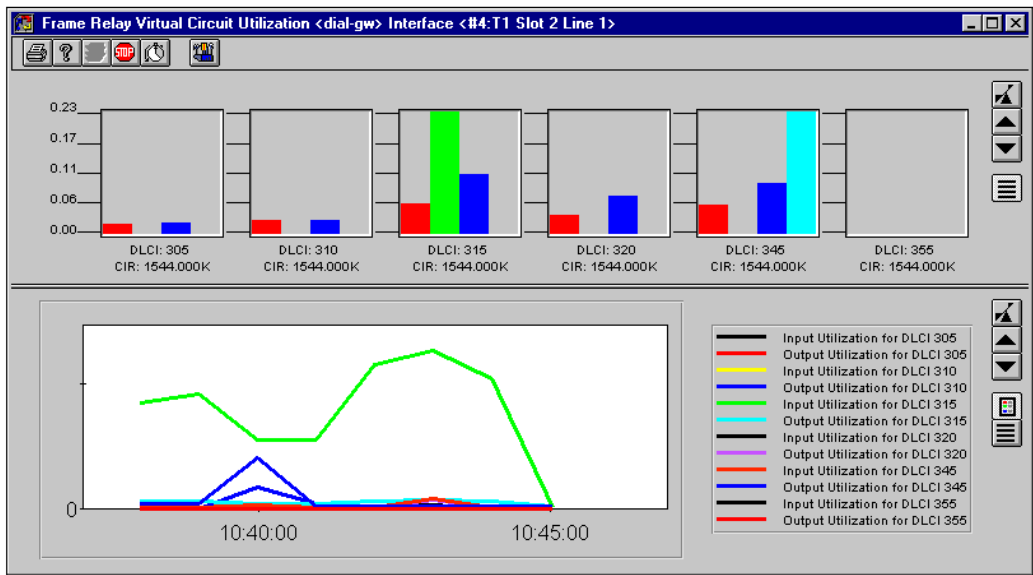 Frame Relay Virtual Circuit Utilization <dial-gw> Interface <#4:T1 Slot 2 Line 1>
STOP
0.23
0.17
0.11
0.06
0.00
DLCI: 305
CIR: 1544.000K
DLCI: 310
CIR: 1544.000K
DLCI: 315
CIR: 1544.000K
DLCI: 320
CIR: 1544.000K
DLCI: 345
CIR: 1544.000K
DLCI: 355
CIR: 1544.000K
0
10:40:00
10:45:00
Input Utilization for DLCI 305
Output Utilization for DLCI 305
Input Utilization for DLCI 310
Output Utilization for DLCI 310
Input Utilization for DLCI 315
Output Utilization for DLCI 315
Input Utilization for DLCI 320
Output Utilization for DLCI 320
Input Utilization for DLCI 345
Output Utilization for DLCI 345
Input Utilization for DLCI 355
Output Utilization for DLCI 355